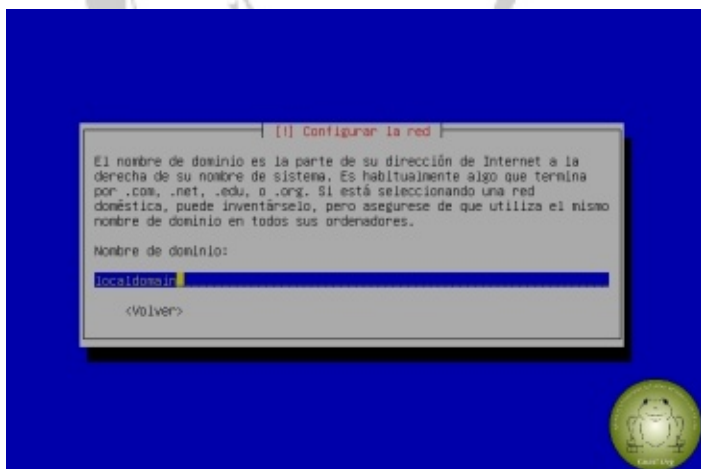 [!] Configurar la red
El nombre de dominio es la parte de su dirección de Internet a la
derecha de su nombre de sistema. Es habitualmente algo que termina
por .com, .net, .edu, o .org. Si está seleccionando una red
doméstica, puede inventárselo, pero asegurese de que utiliza el mismo
nombre de dominio en todos sus ordenadores.
Nombre de dominio:
localdomain
<Volver>